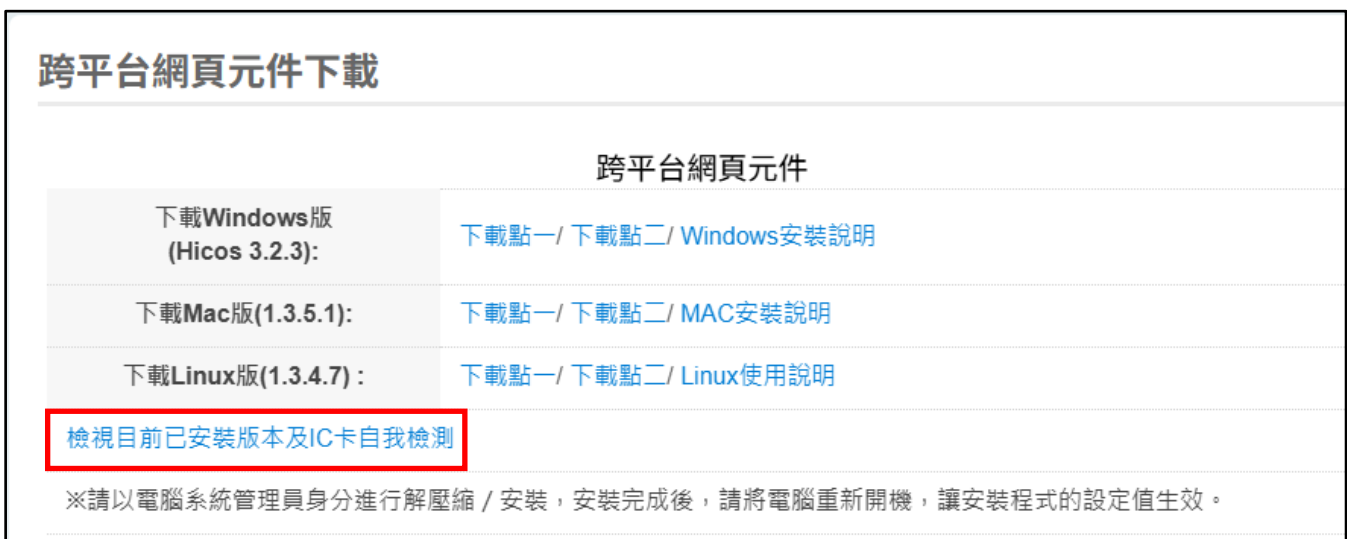 跨平台網頁元件下載
跨平台網頁元件
下載Windows版
(Hicos 3.2.3):
下載點一/ 下載點二/ Windows安裝說明
下載Mac版(1.3.5.1):
下載點一/ 下載點二/ MAC安裝說明
下載Linux版(1.3.4.7) :
下載點一/ 下載點二/ Linux使用說明
檢視目前已安裝版本及IC卡自我檢測
※請以電腦系統管理員身分進行解壓縮 / 安裝，安裝完成後，請將電腦重新開機，讓安裝程式的設定值生效。